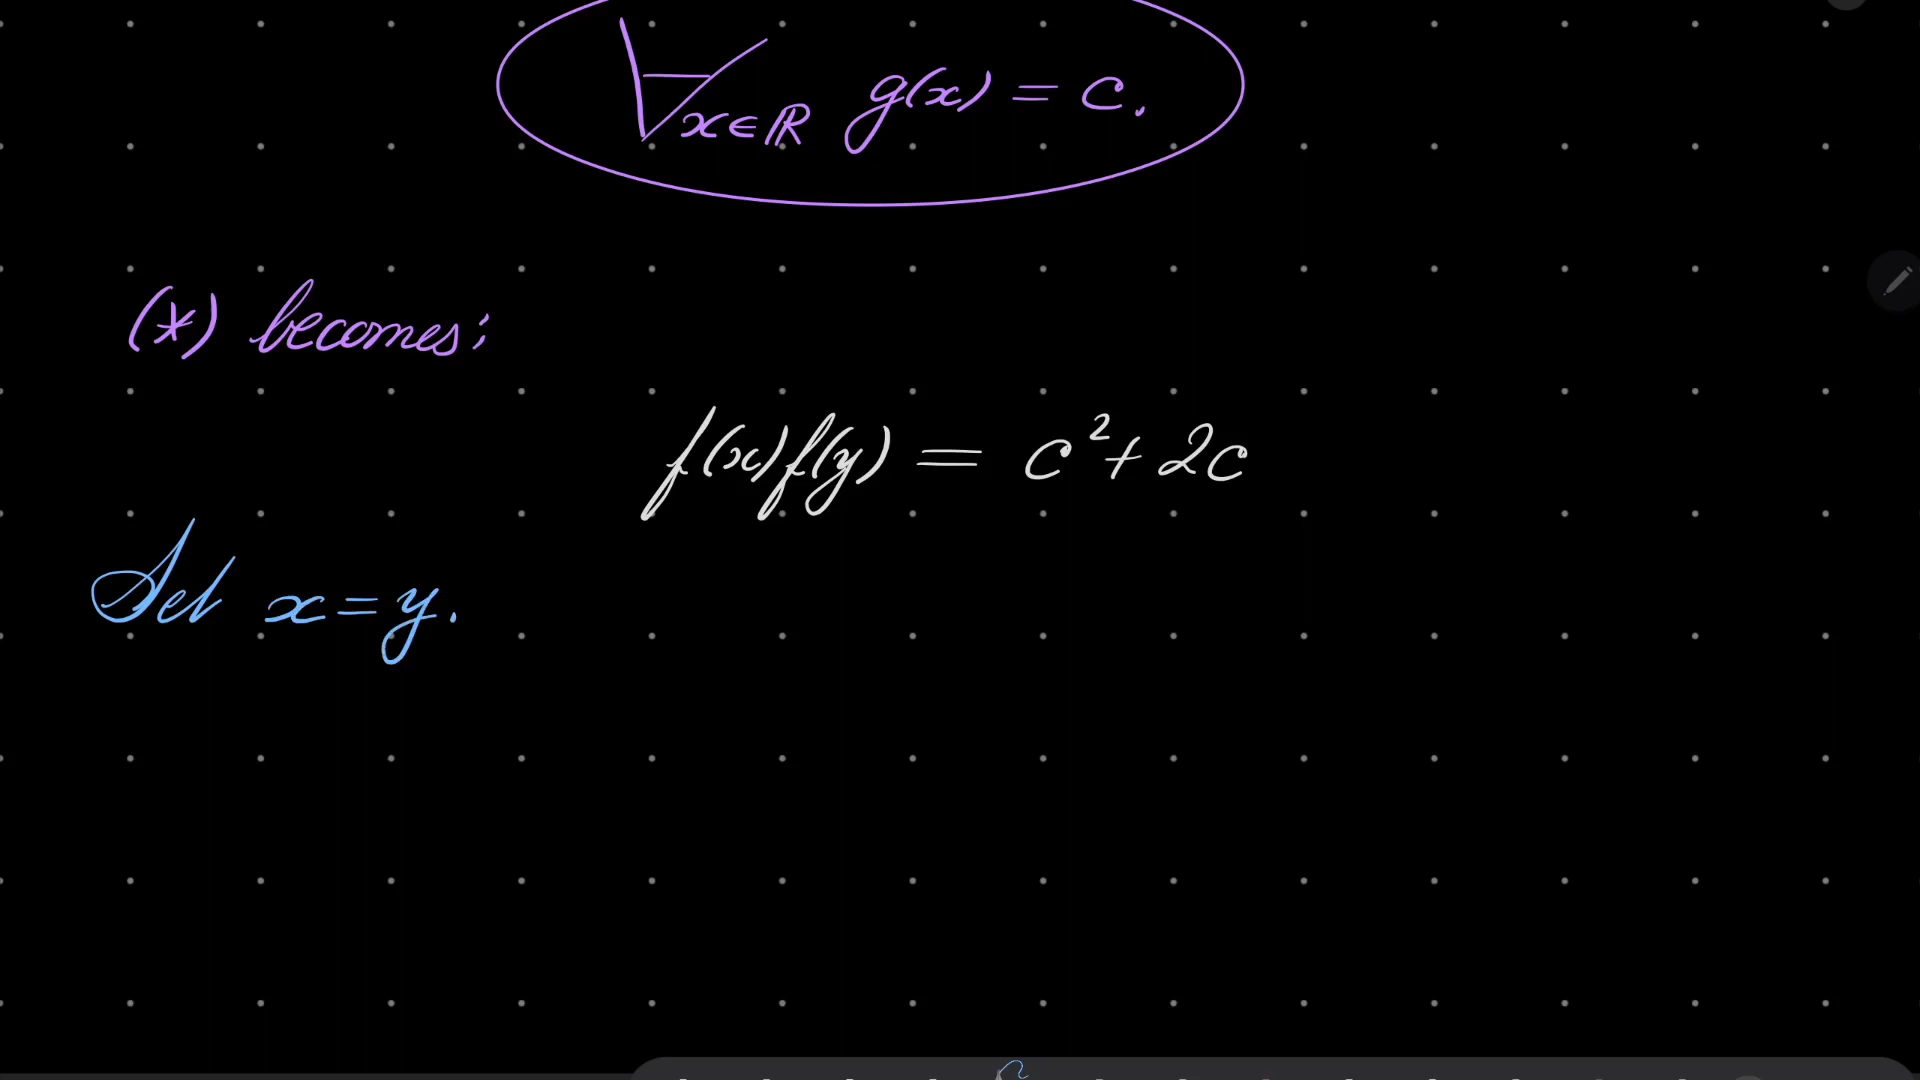 ∀x∈ℝ g(x) = c.
(*) becomes:
f(x)f(y) = c² + 2c
Set x = y.